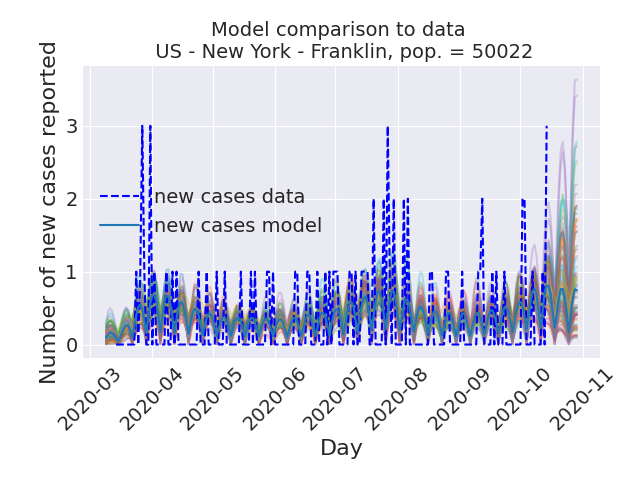 Model comparison to data
US - New York - Franklin, pop. = 50022
Number of new cases reported
3
2
1
0
new cases data
new cases model
2020-03
2020-04
2020-05
2020-06
2020-07
2020-08
2020-09
2020-10
2020-11
Day